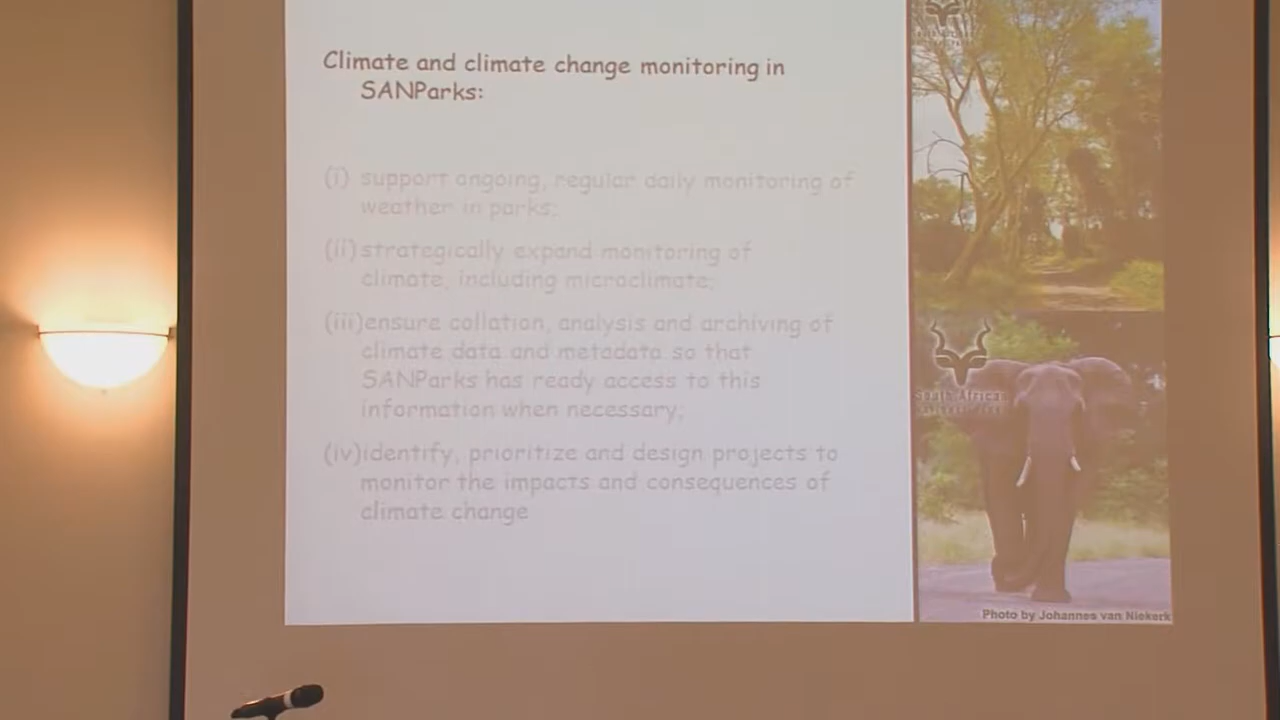 Climate and climate change monitoring in
SANParks:
(i) support ongoing, regular daily monitoring of
weather in parks;
(ii) strategically expand monitoring of
climate, including microclimate;
(iii)ensure collation, analysis and archiving of
climate data and metadata so that
SANParks has ready access to this
information when necessary;
(iv)identify, prioritize and design projects to
monitor the impacts and consequences of
climate change
South African
Photo by Johannes van Niekerk